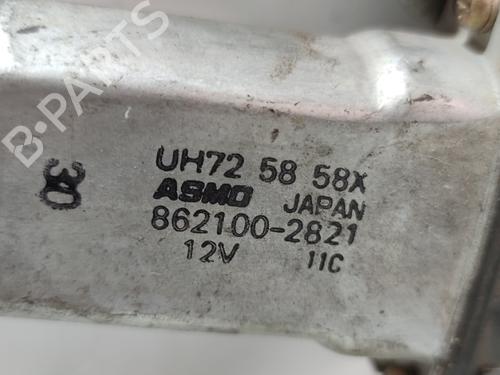 B-PARTS
30
UH72 58 58X
ASMO JAPAN
862100-2821
12V 11C